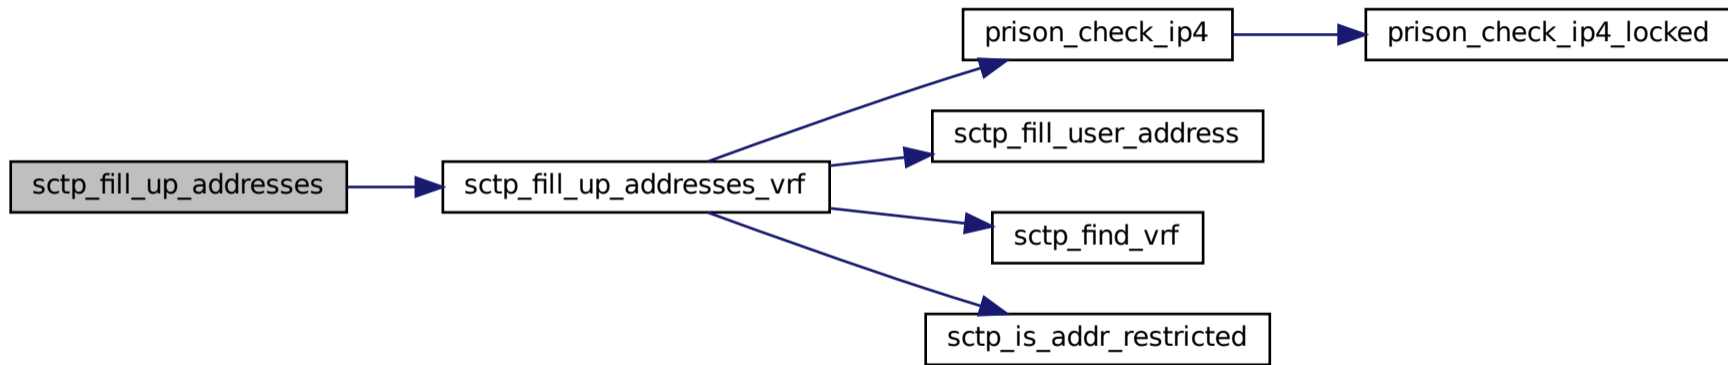 sctp_fill_up_addresses
sctp_fill_up_addresses_vrf
prison_check_ip4
prison_check_ip4_locked
sctp_fill_user_address
sctp_find_vrf
sctp_is_addr_restricted